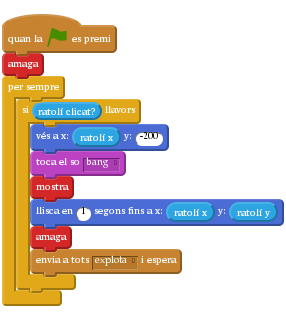 quan la es premi
amaga
per sempre
si ratolí clicat? llavors
vés a x: ratolí x y: -200
toca el so bang
mostra
llisca en 1 segons fins a x: ratolí x y: ratolí y
amaga
envia a tots explota i espera